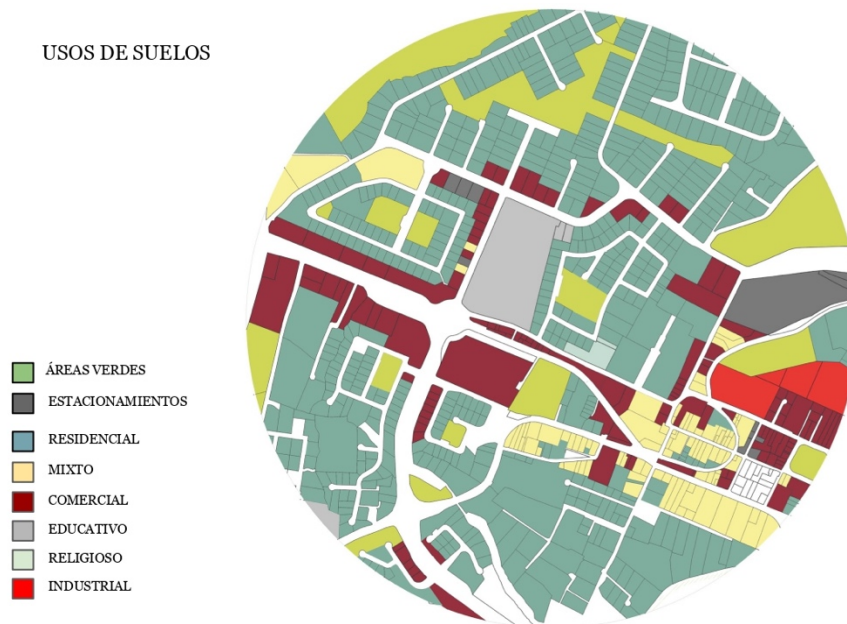 USOS DE SUELOS
ÁREAS VERDES
ESTACIONAMIENTOS
RESIDENCIAL
MIXTO
COMERCIAL
EDUCATIVO
RELIGIOSO
INDUSTRIAL